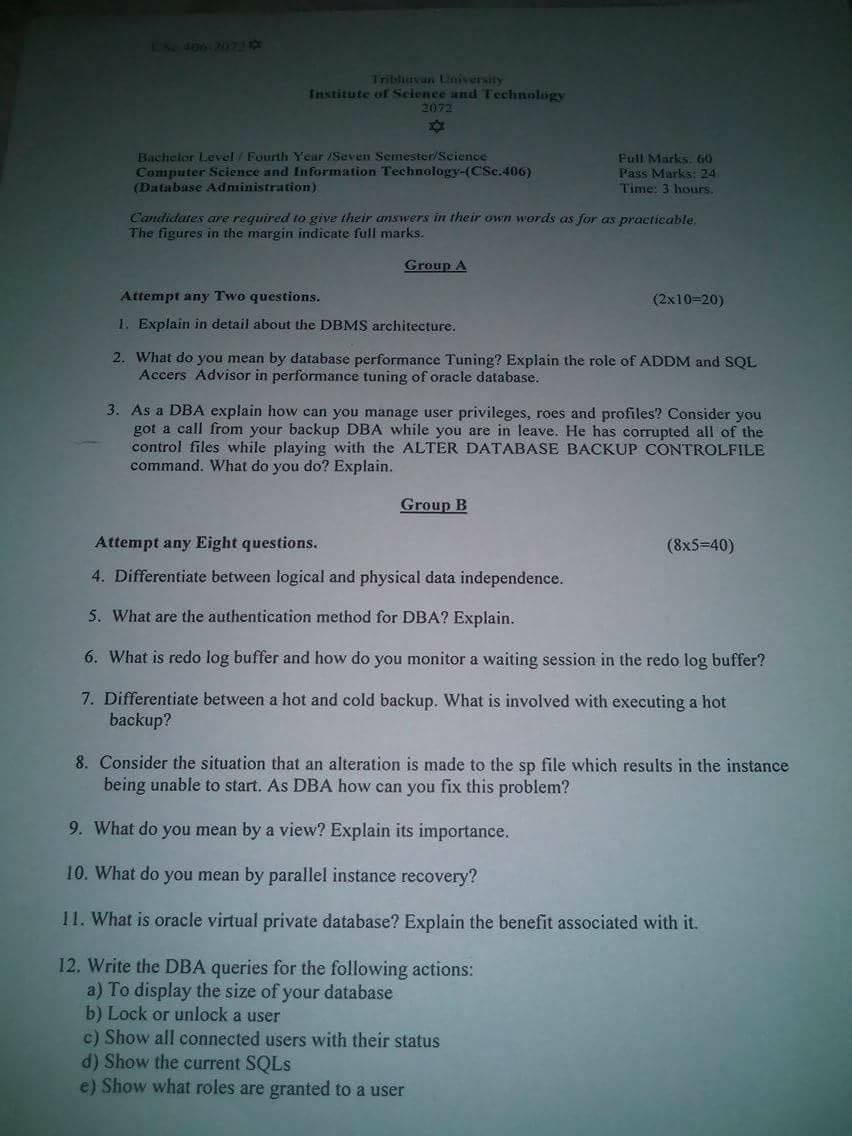 CSc. 406-2072 ✡
Tribhuvan University
Institute of Science and Technology
2072
✡
Bachelor Level / Fourth Year /Seven Semester/Science
Full Marks. 60
Computer Science and Information Technology-(CSc.406)
Pass Marks: 24
(Database Administration)
Time: 3 hours.
Candidates are required to give their answers in their own words as for as practicable.
The figures in the margin indicate full marks.
Group A
Attempt any Two questions.
(2x10=20)
1. Explain in detail about the DBMS architecture.
2. What do you mean by database performance Tuning? Explain the role of ADDM and SQL
Accers Advisor in performance tuning of oracle database.
3. As a DBA explain how can you manage user privileges, roes and profiles? Consider you
got a call from your backup DBA while you are in leave. He has corrupted all of the
control files while playing with the ALTER DATABASE BACKUP CONTROLFILE
command. What do you do? Explain.
Group B
Attempt any Eight questions.
(8x5=40)
4. Differentiate between logical and physical data independence.
5. What are the authentication method for DBA? Explain.
6. What is redo log buffer and how do you monitor a waiting session in the redo log buffer?
7. Differentiate between a hot and cold backup. What is involved with executing a hot
backup?
8. Consider the situation that an alteration is made to the sp file which results in the instance
being unable to start. As DBA how can you fix this problem?
9. What do you mean by a view? Explain its importance.
10. What do you mean by parallel instance recovery?
11. What is oracle virtual private database? Explain the benefit associated with it.
12. Write the DBA queries for the following actions:
a) To display the size of your database
b) Lock or unlock a user
c) Show all connected users with their status
d) Show the current SQLs
e) Show what roles are granted to a user